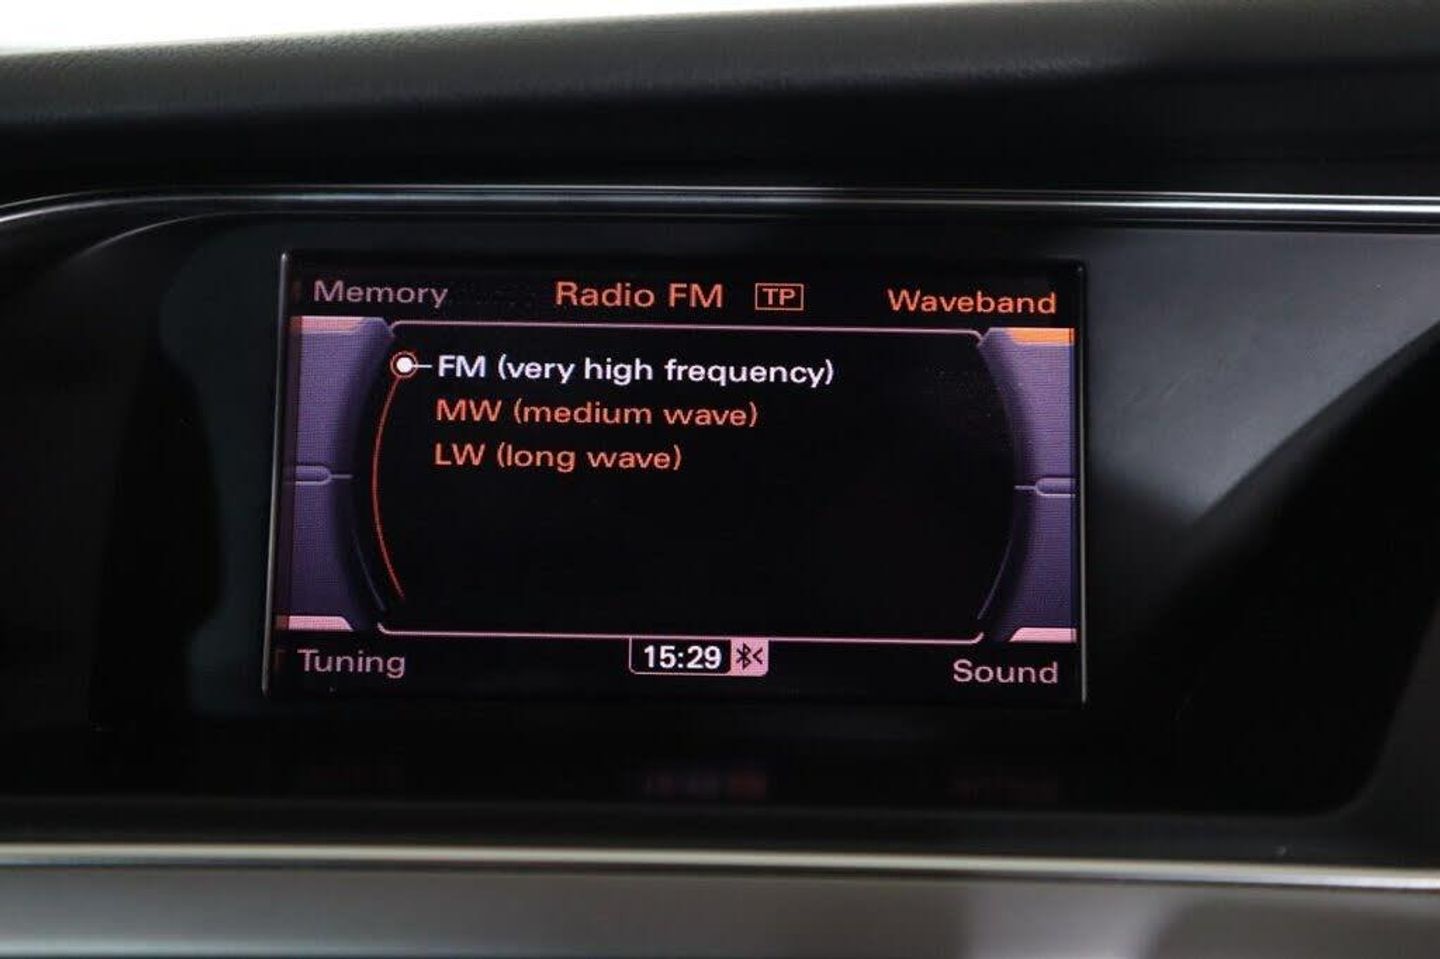 Memory
Radio FM
TP
Waveband
FM (very high frequency)
MW (medium wave)
LW (long wave)
Tuning
15:29
Sound